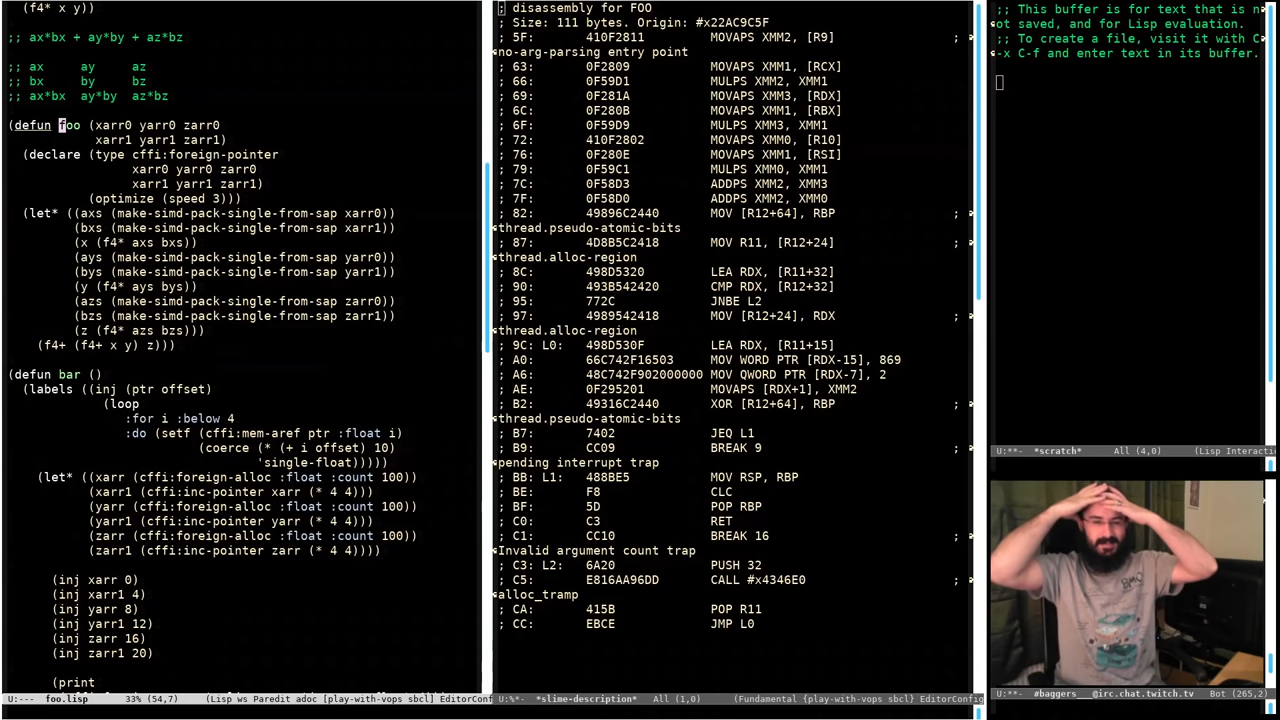 (f4* x y))
;; ax*bx + ay*by + az*bz
;; ax     ay     az
;; bx     by     bz
;; ax*bx  ay*by  az*bz
(defun foo (xarr0 yarr0 zarr0
xarr1 yarr1 zarr1)
(declare (type cffi:foreign-pointer
xarr0 yarr0 zarr0
xarr1 yarr1 zarr1)
(optimize (speed 3)))
(let* ((axs (make-simd-pack-single-from-sap xarr0))
(bxs (make-simd-pack-single-from-sap xarr1))
(x (f4* axs bxs))
(ays (make-simd-pack-single-from-sap yarr0))
(bys (make-simd-pack-single-from-sap yarr1))
(y (f4* ays bys))
(azs (make-simd-pack-single-from-sap zarr0))
(bzs (make-simd-pack-single-from-sap zarr1))
(z (f4* azs bzs)))
(f4+ (f4+ x y) z)))
(defun bar ()
(labels ((inj (ptr offset)
(loop
:for i :below 4
:do (setf (cffi:mem-aref ptr :float i)
(coerce (* (+ i offset) 10)
'single-float)))))
(let* ((xarr (cffi:foreign-alloc :float :count 100))
(xarr1 (cffi:inc-pointer xarr (* 4 4)))
(yarr (cffi:foreign-alloc :float :count 100))
(yarr1 (cffi:inc-pointer yarr (* 4 4)))
(zarr (cffi:foreign-alloc :float :count 100))
(zarr1 (cffi:inc-pointer zarr (* 4 4))))
(inj xarr 0)
(inj xarr1 4)
(inj yarr 8)
(inj yarr1 12)
(inj zarr 16)
(inj zarr1 20)
(print
U:--- foo.lisp 33% (54,7) (Lisp ws Paredit adoc [play-with-vops sbcl] EditorConf
; disassembly for FOO
; Size: 111 bytes. Origin: #x22AC9C5F
; 5F: 410F2811 MOVAPS XMM2, [R9] ;
no-arg-parsing entry point
; 63: 0F2809 MOVAPS XMM1, [RCX]
; 66: 0F59D1 MULPS XMM2, XMM1
; 69: 0F281A MOVAPS XMM3, [RDX]
; 6C: 0F280B MOVAPS XMM1, [RBX]
; 6F: 0F59D9 MULPS XMM3, XMM1
; 72: 410F2802 MOVAPS XMM0, [R10]
; 76: 0F280E MOVAPS XMM1, [RSI]
; 79: 0F59C1 MULPS XMM0, XMM1
; 7C: 0F58D3 ADDPS XMM2, XMM3
; 7F: 0F58D0 ADDPS XMM2, XMM0
; 82: 49896C2440 MOV [R12+64], RBP ;
thread.pseudo-atomic-bits
; 87: 4D8B5C2418 MOV R11, [R12+24] ;
thread.alloc-region
; 8C: 498D5320 LEA RDX, [R11+32]
; 90: 493B542420 CMP RDX, [R12+32]
; 95: 772C JNBE L2
; 97: 4989542418 MOV [R12+24], RDX ;
thread.alloc-region
; 9C: L0: 498D530F LEA RDX, [R11+15]
; A0: 66C742F16503 MOV WORD PTR [RDX-15], 869
; A6: 48C742F902000000 MOV QWORD PTR [RDX-7], 2
; AE: 0F295201 MOVAPS [RDX+1], XMM2
; B2: 49316C2440 XOR [R12+64], RBP ;
thread.pseudo-atomic-bits
; B7: 7402 JEQ L1
; B9: CC09 BREAK 9 ;
pending interrupt trap
; BB: L1: 488BE5 MOV RSP, RBP
; BE: F8 CLC
; BF: 5D POP RBP
; C0: C3 RET
; C1: CC10 BREAK 16 ;
Invalid argument count trap
; C3: L2: 6A20 PUSH 32
; C5: E816AA96DD CALL #x4346E0 ;
alloc_tramp
; CA: 415B POP R11
; CC: EBCE JMP L0
U:%*- *slime-description* All (1,0) (Fundamental {play-with-vops sbcl} EditorConfig
;; This buffer is for text that is n
ot saved, and for Lisp evaluation.
;; To create a file, visit it with C
-x C-f and enter text in its buffer.
U:**- *scratch* All (4,0) (Lisp Interacti
U:**- #baggers___@irc.chat.twitch.tv Bot (265,2)